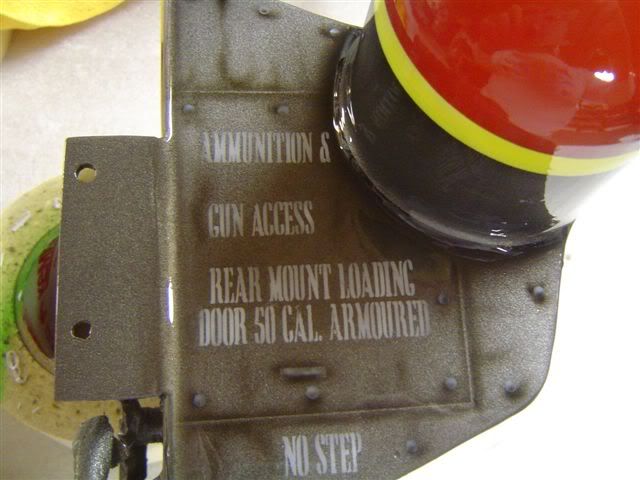 AMMUNITION &
GUN ACCESS
REAR MOUNT LOADING
DOOR 50 CAL. ARMOURED
NO STEP